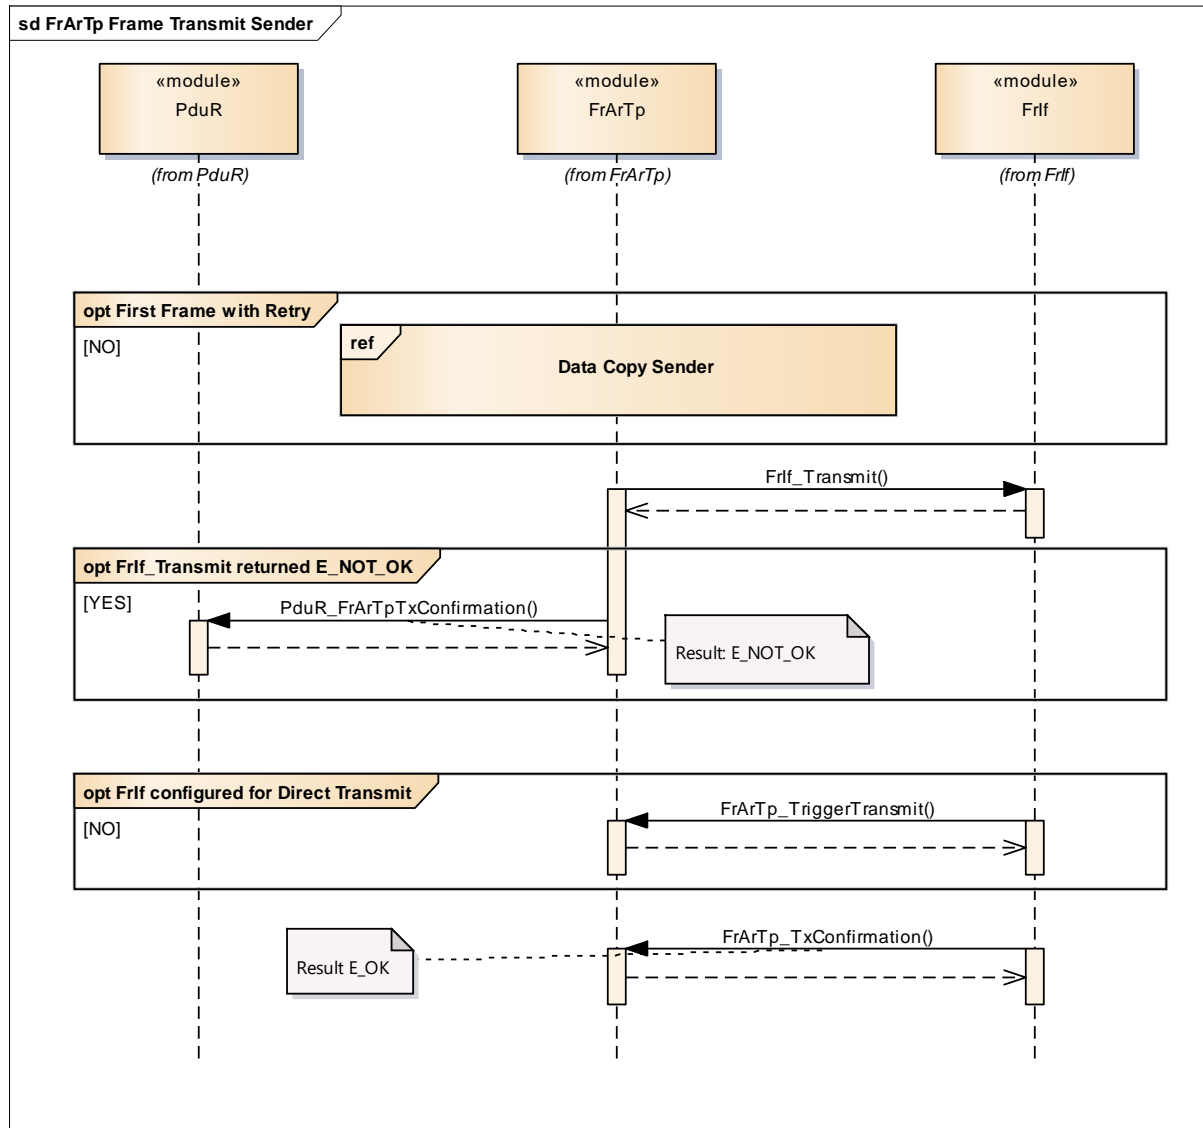 sd FrArTp Frame Transmit Sender
«module»
PduR
«module»
FrArTp
«module»
FrIf
(from PduR)
(from FrArTp)
(from FrIf)
opt First Frame with Retry
[NO]
ref
Data Copy Sender
FrIf_Transmit()
opt FrIf_Transmit returned E_NOT_OK
[YES]
PduR_FrArTpTxConfirmation()
Result: E_NOT_OK
opt FrIf configured for Direct Transmit
[NO]
FrArTp_TriggerTransmit()
FrArTp_TxConfirmation()
Result E_OK